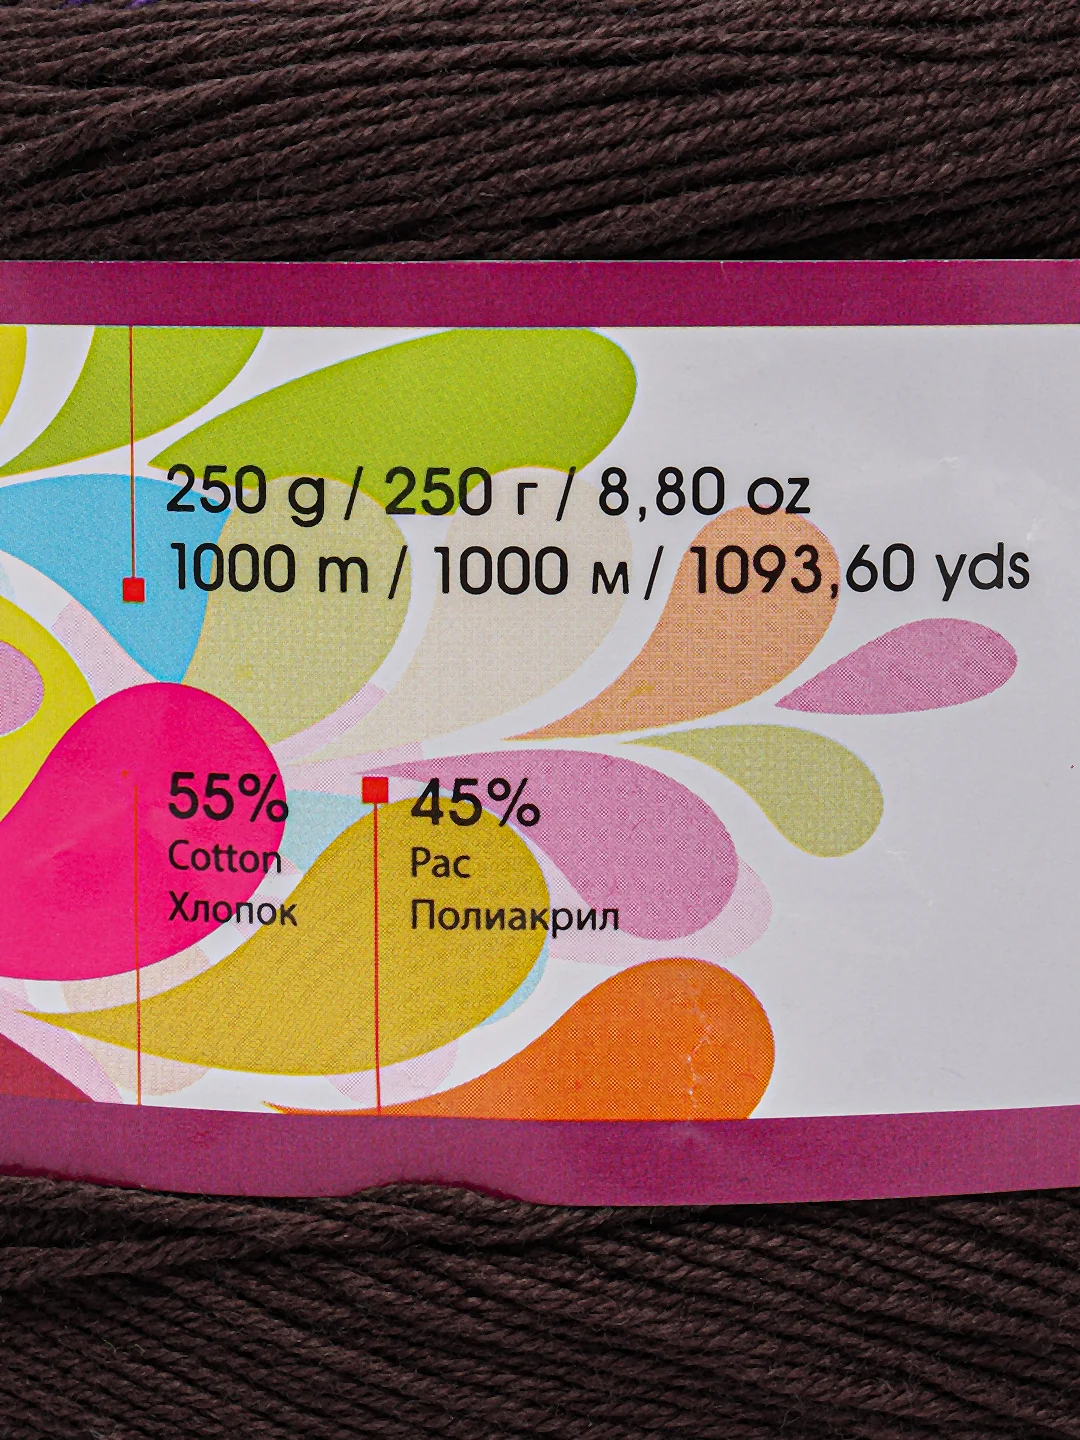 250 g / 250 г / 8,80 oz
1000 m / 1000 м / 1093,60 yds
55% 45%
Cotton Pac
Хлопок Полиакрил